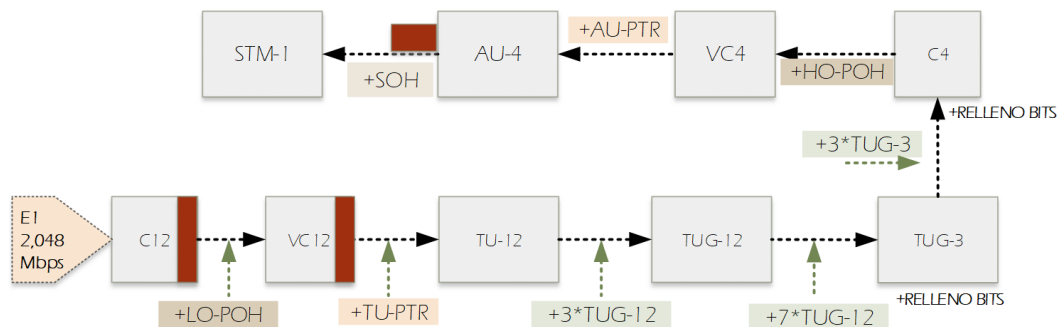 STM-1
+SOH
AU-4
+AU-PTR
VC4
+HO-POH
C4
+RELLENO BITS
+3*TUG-3
E1
2,048
Mbps
C12
+LO-POH
VC12
+TU-PTR
TU-12
+3*TUG-12
TUG-12
+7*TUG-12
TUG-3
+RELLENO BITS